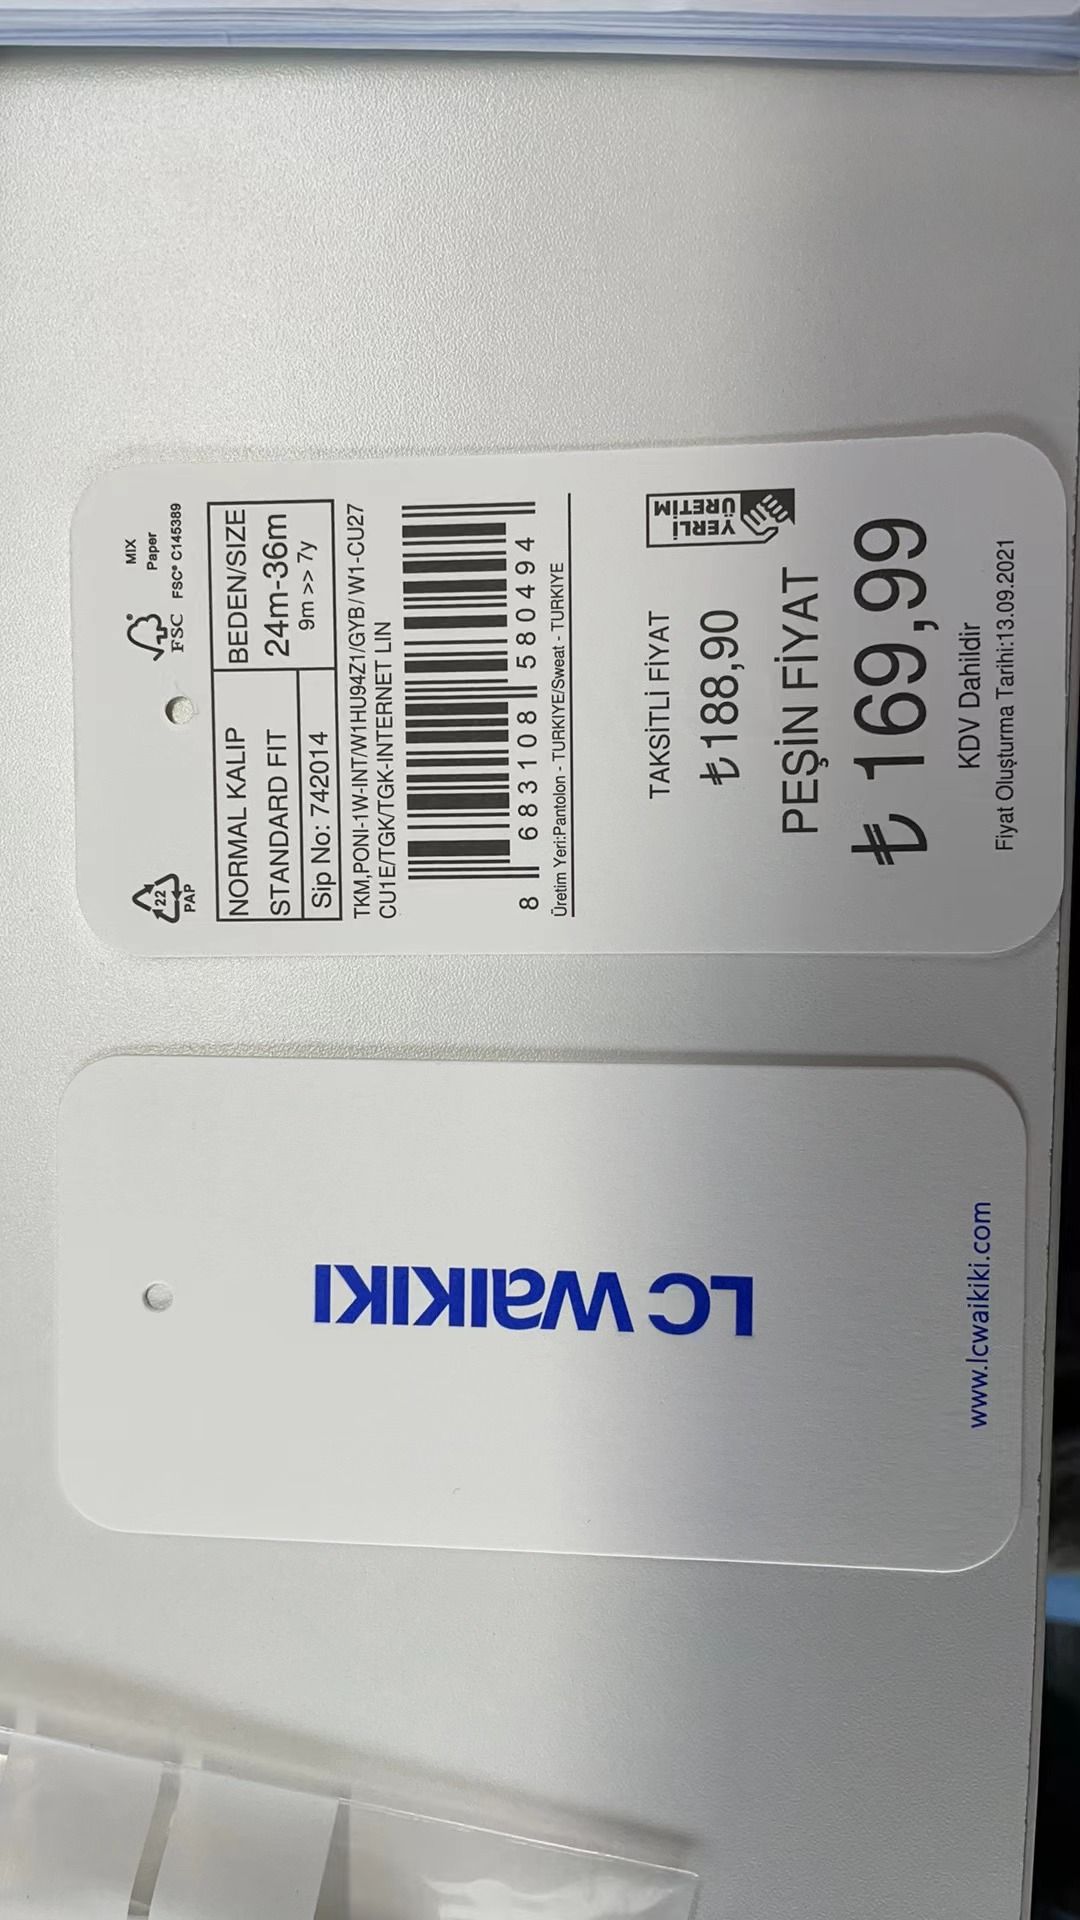 22
PAP
FSC
MIX
Paper
FSC® C145389
NORMAL KALIP
STANDARD FIT
Sip No: 742014
BEDEN/SIZE
24m-36m
9m >> 7y
TKM,PONI-1W-INT/W1HU94Z1/GYB/ W1-CU27
CU1E/TGK/TGK-INTERNET LIN
8 683108 580494
Üretim Yeri:Pantolon - TURKIYE/Sweat - TURKIYE
YERLİ
ÜRETİM
TAKSİTLİ FİYAT
₺188,90
PEŞİN FİYAT
₺ 169,99
KDV Dahildir
Fiyat Oluşturma Tarihi:13.09.2021
LC WAIKIKI
www.lcwaikiki.com